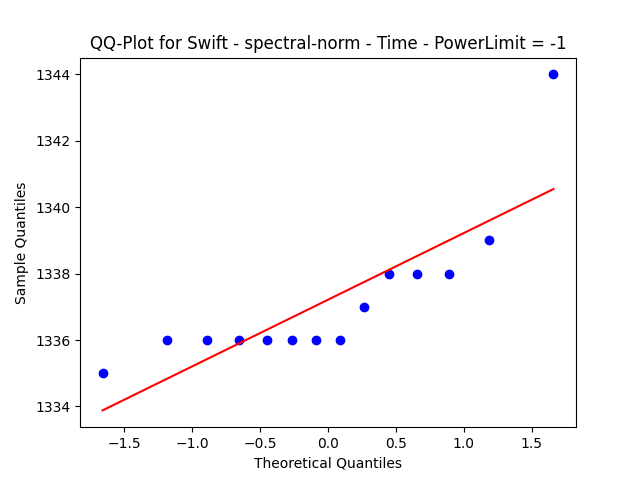 QQ-Plot for Swift - spectral-norm - Time - PowerLimit = -1
Sample Quantiles
1344
1342
1340
1338
1336
1334
−1.5 −1.0 −0.5 0.0 0.5 1.0 1.5
Theoretical Quantiles